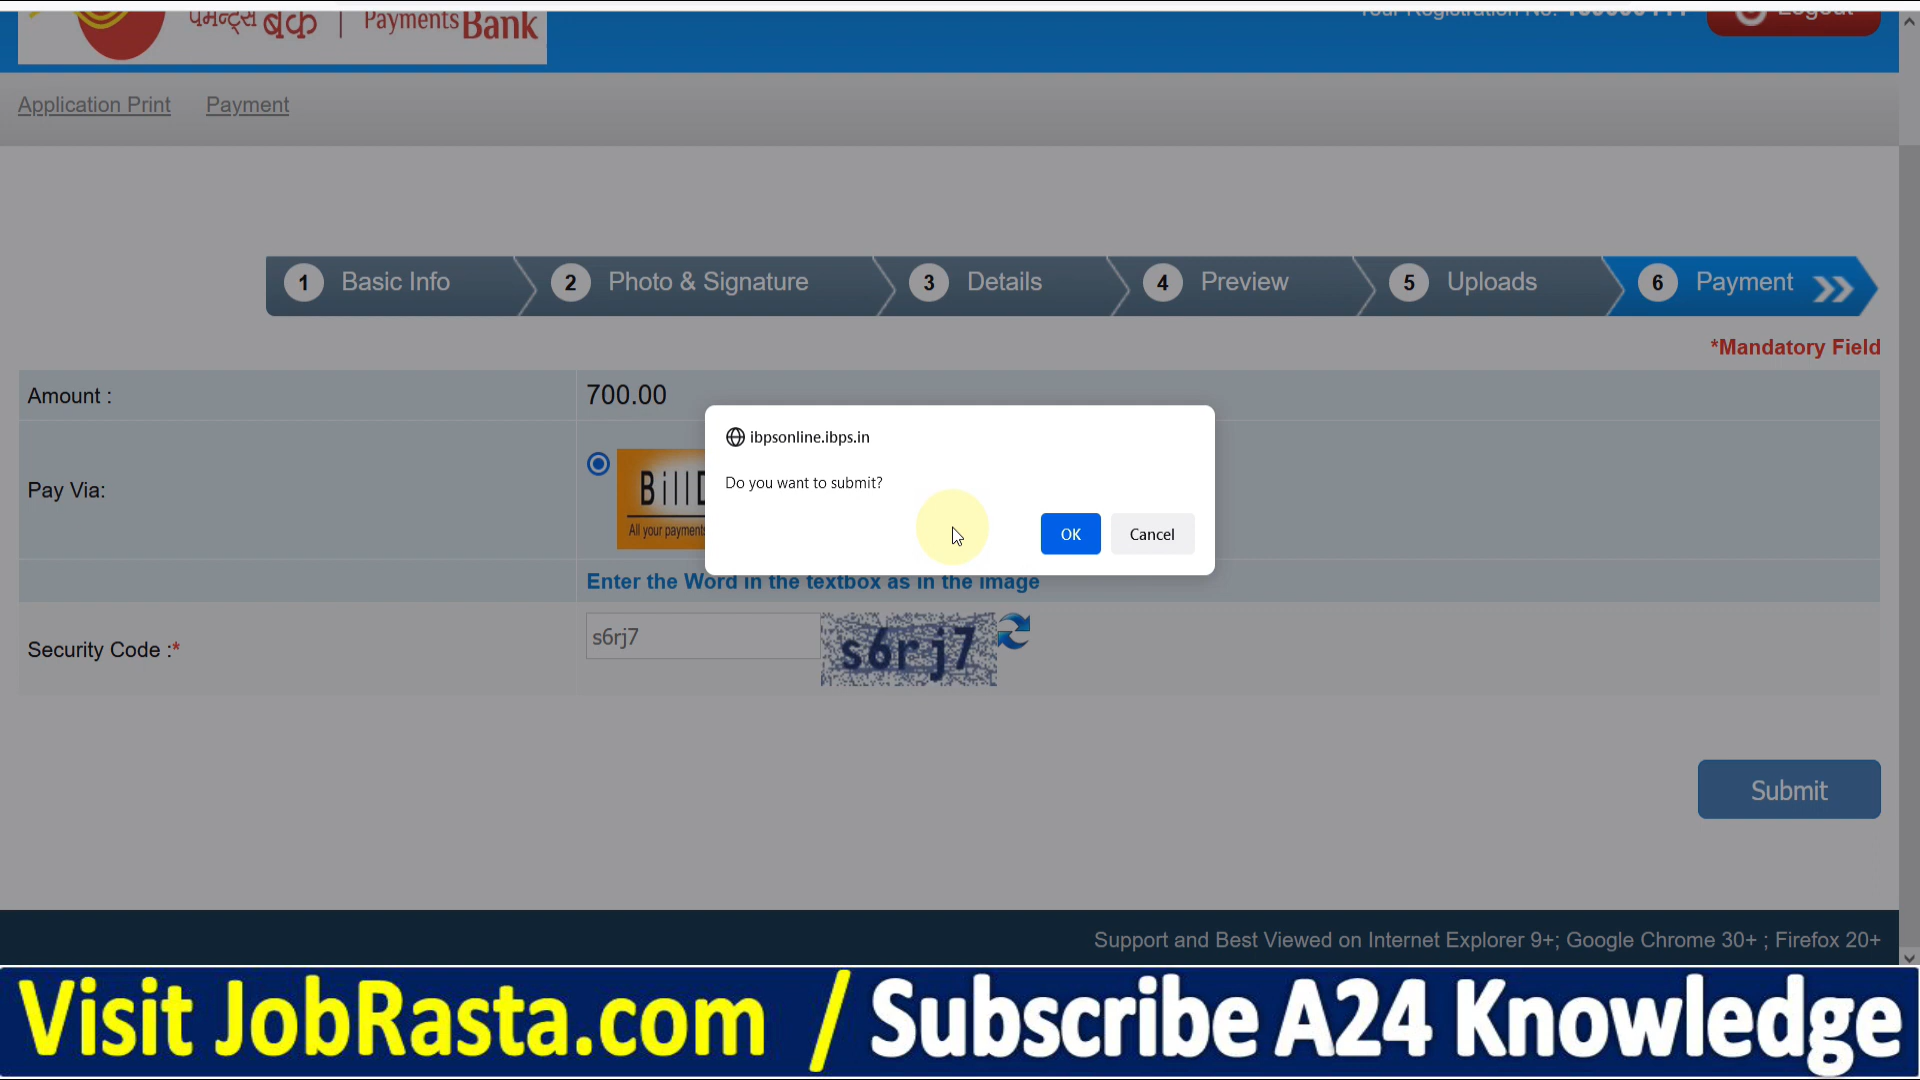 पेमेन्ट्स बैंक | Payments Bank
Your Registration No.
Logout
Application Print Payment
1 Basic Info 2 Photo & Signature 3 Details 4 Preview 5 Uploads 6 Payment
*Mandatory Field
Amount : 700.00
ibpsonline.ibps.in
Do you want to submit?
OK Cancel
Pay Via:
BillD
All your payments
Enter the Word in the textbox as in the image
Security Code :* s6rj7 s6rj7
Submit
Support and Best Viewed on Internet Explorer 9+; Google Chrome 30+ ; Firefox 20+
Visit JobRasta.com / Subscribe A24 Knowledge